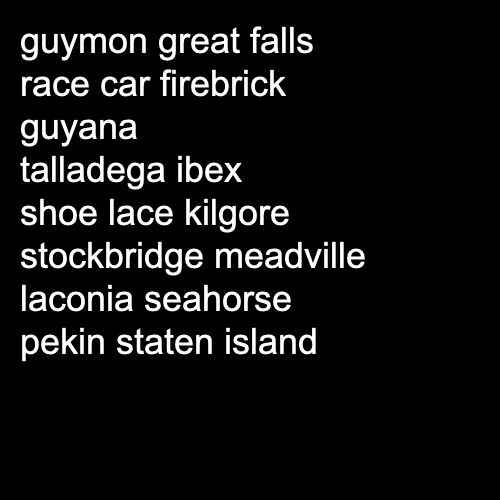 guymon great falls
race car firebrick
guyana
talladega ibex
shoe lace kilgore
stockbridge meadville
laconia seahorse
pekin staten island